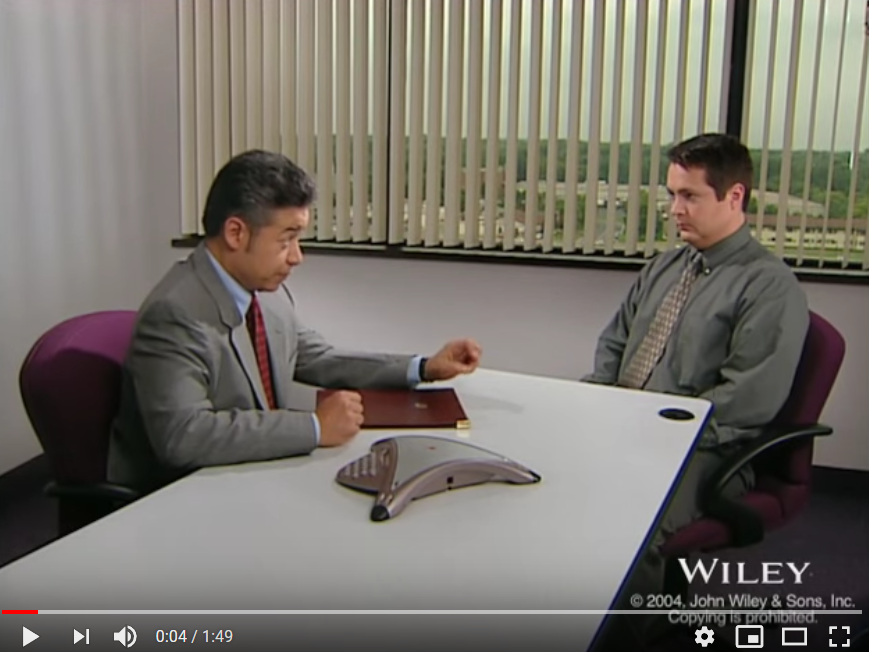 WILEY
© 2004, John Wiley & Sons, Inc.
Copying is prohibited.
0:04 / 1:49